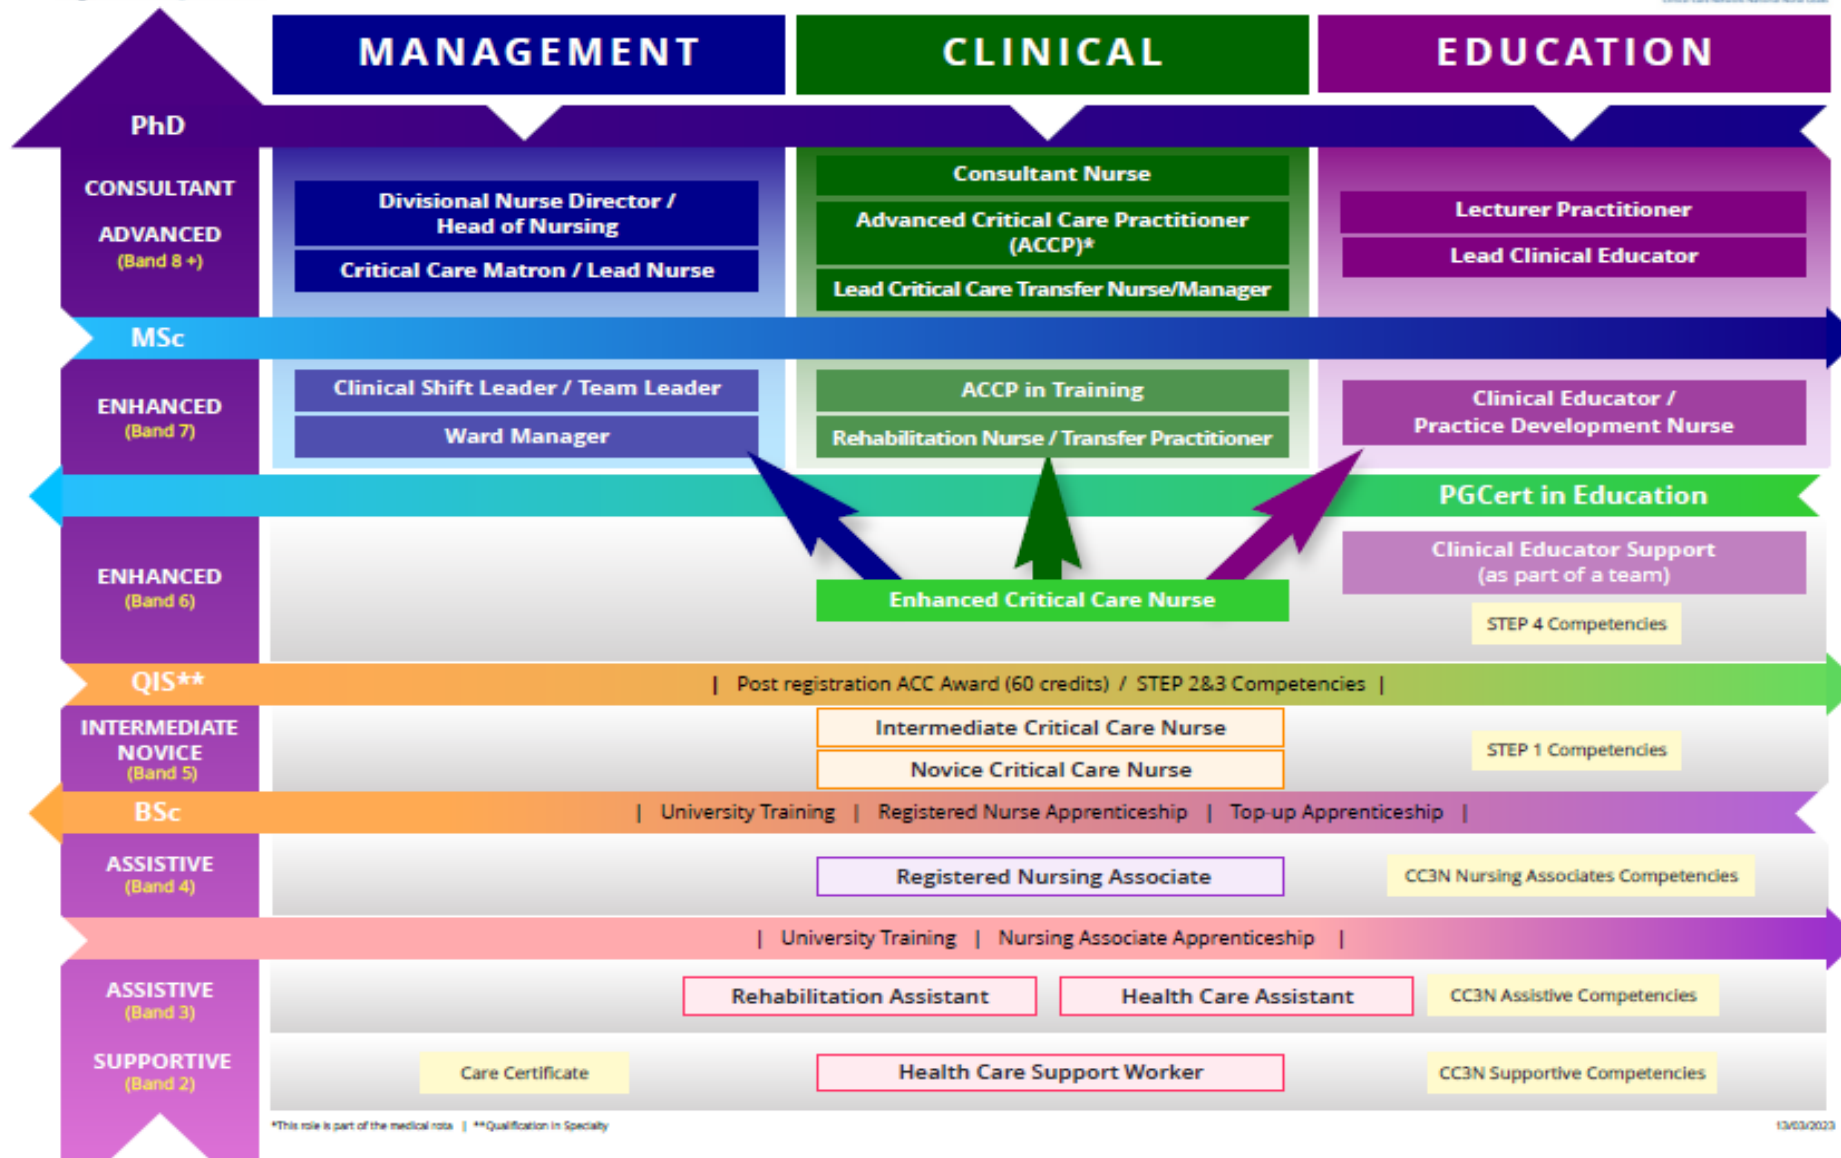 MANAGEMENT
CLINICAL
EDUCATION
PhD
CONSULTANT
ADVANCED
(Band 8 +)
Divisional Nurse Director /
Head of Nursing
Critical Care Matron / Lead Nurse
Consultant Nurse
Advanced Critical Care Practitioner
(ACCP)*
Lead Critical Care Transfer Nurse/Manager
Lecturer Practitioner
Lead Clinical Educator
MSc
ENHANCED
(Band 7)
Clinical Shift Leader / Team Leader
Ward Manager
ACCP in Training
Rehabilitation Nurse / Transfer Practitioner
Clinical Educator /
Practice Development Nurse
PGCert in Education
ENHANCED
(Band 6)
Enhanced Critical Care Nurse
Clinical Educator Support
(as part of a team)
STEP 4 Competencies
QIS**
| Post registration ACC Award (60 credits) / STEP 2&3 Competencies |
INTERMEDIATE
NOVICE
(Band 5)
Intermediate Critical Care Nurse
Novice Critical Care Nurse
STEP 1 Competencies
BSc
| University Training | Registered Nurse Apprenticeship | Top-up Apprenticeship |
ASSISTIVE
(Band 4)
Registered Nursing Associate
CC3N Nursing Associates Competencies
| University Training | Nursing Associate Apprenticeship |
ASSISTIVE
(Band 3)
Rehabilitation Assistant
Health Care Assistant
CC3N Assistive Competencies
SUPPORTIVE
(Band 2)
Care Certificate
Health Care Support Worker
CC3N Supportive Competencies
*This role is part of the medical rota | **Qualification in Specialty
13/03/2023